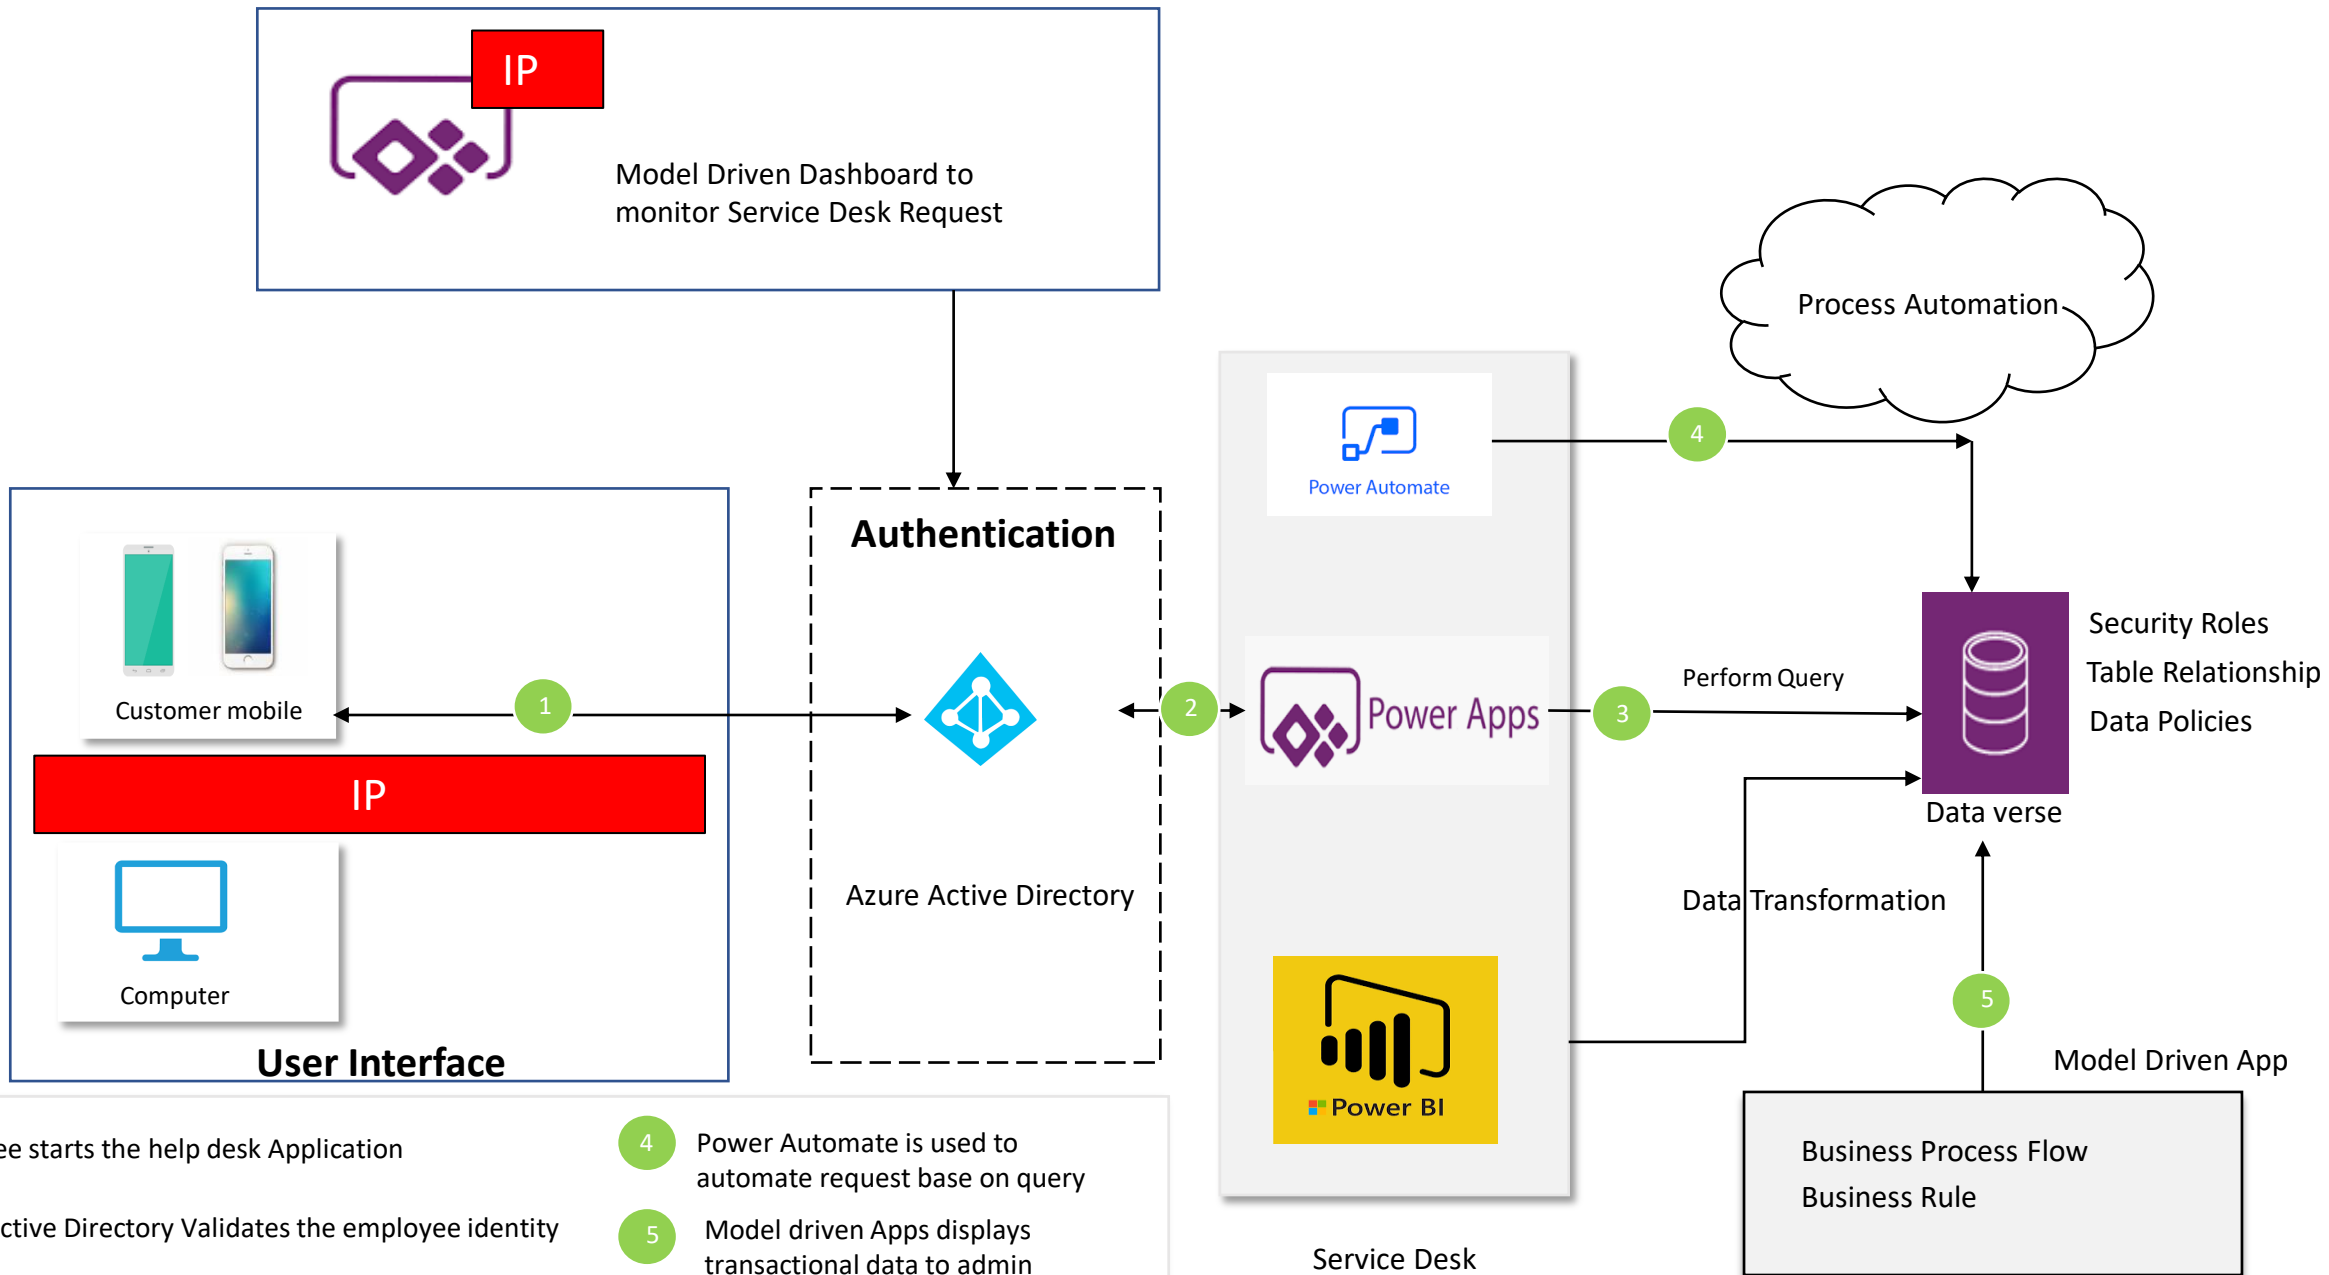 IP
Model Driven Dashboard to
monitor Service Desk Request
Process Automation
Authentication
Power Automate
4
Customer mobile
1
2
Power Apps
3
Perform Query
Security Roles
Table Relationship
Data Policies
IP
Data verse
Azure Active Directory
Data Transformation
Computer
5
User Interface
Power BI
Model Driven App
starts the help desk Application
4
Power Automate is used to
automate request base on query
Business Process Flow
Business Rule
Directory Validates the employee identity
5
Model driven Apps displays
transactional data to admin
Service Desk